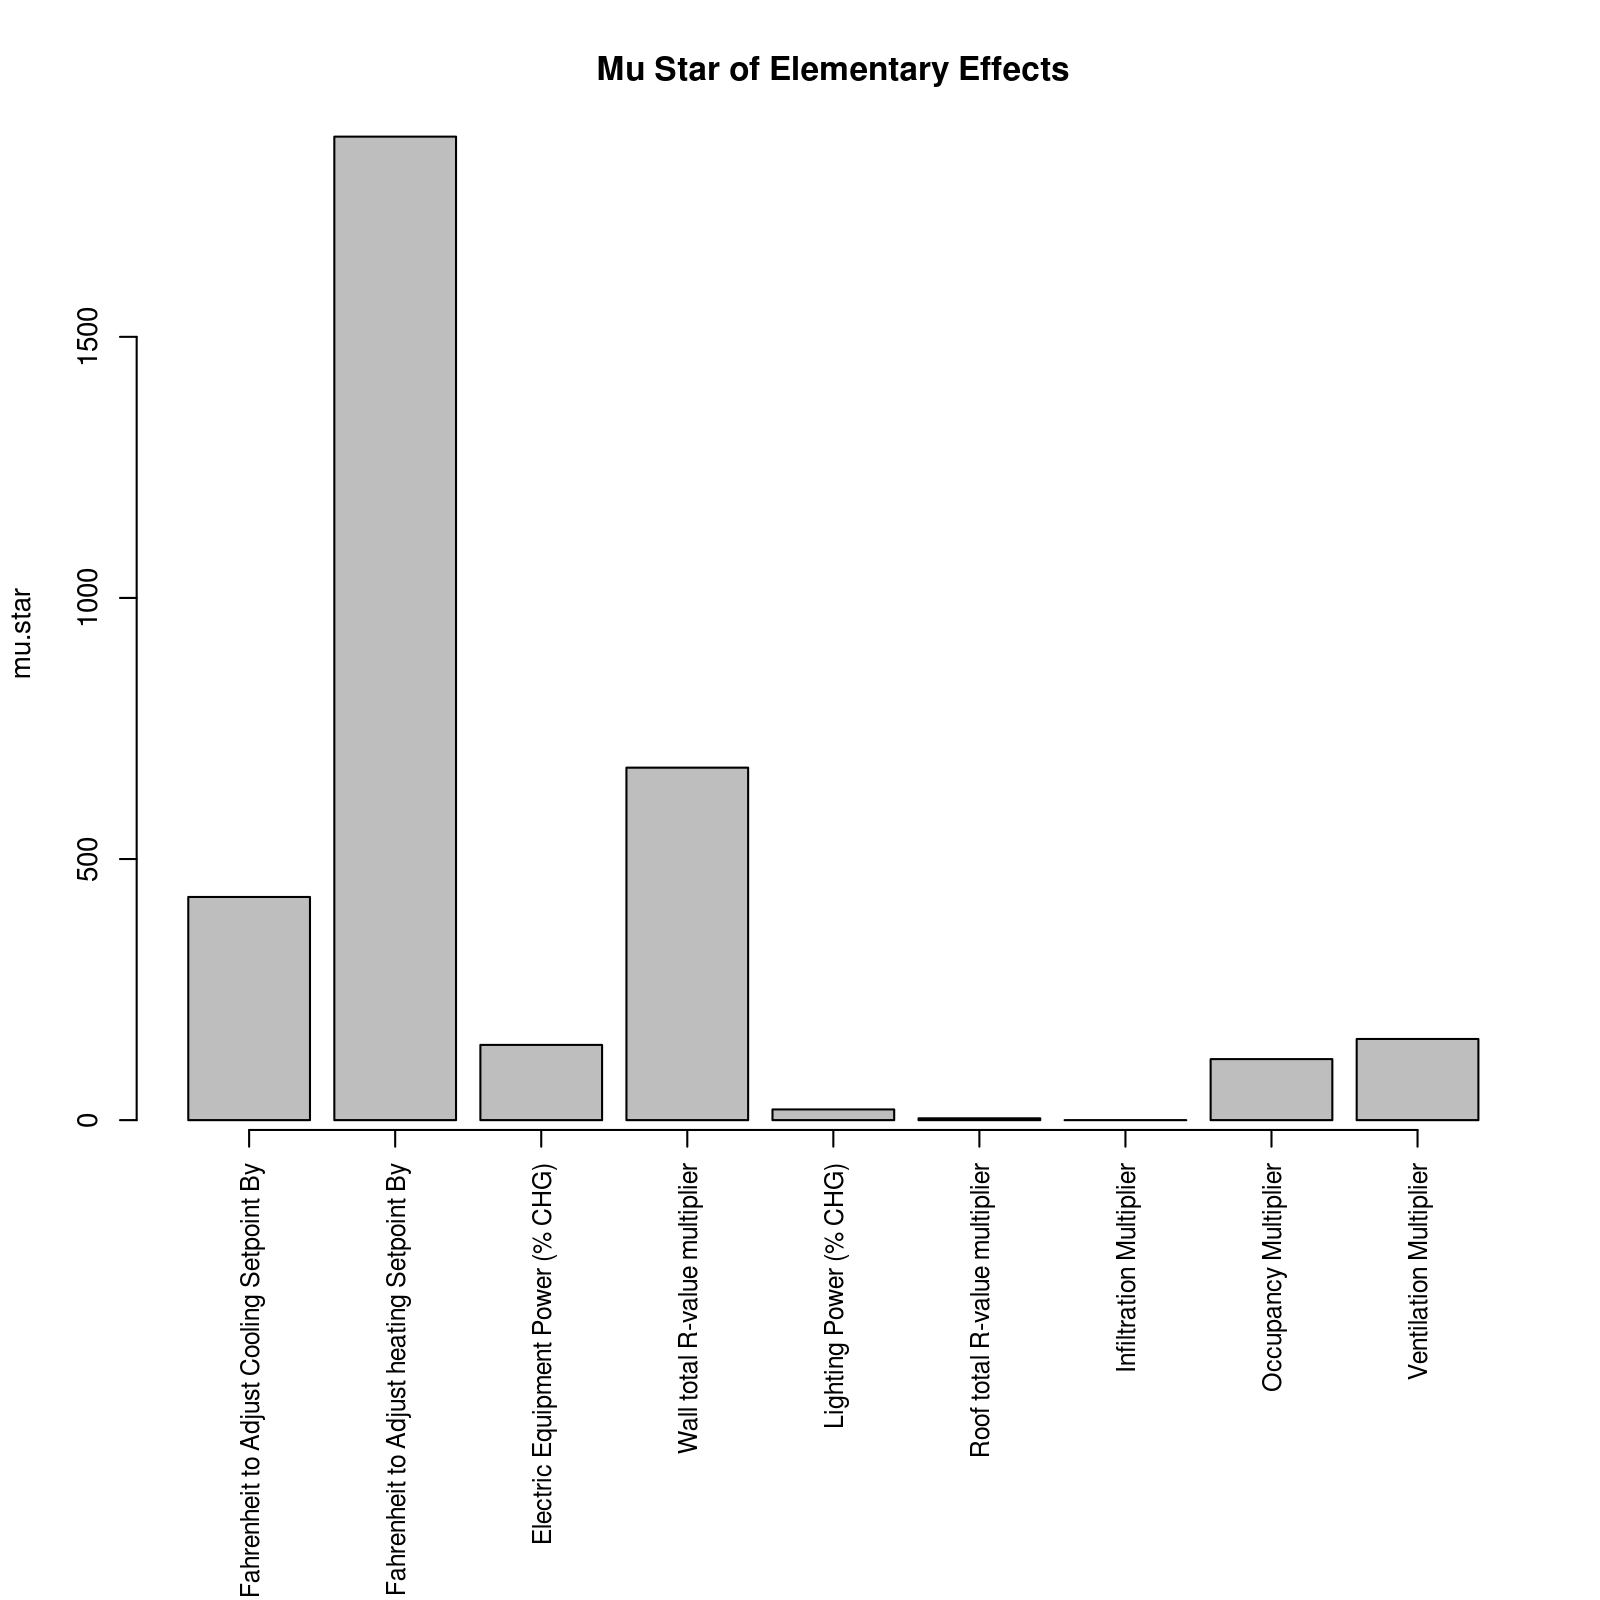 Mu Star of Elementary Effects
mu.star
1500
1000
500
0
Fahrenheit to Adjust Cooling Setpoint By
Fahrenheit to Adjust heating Setpoint By
Electric Equipment Power (% CHG)
Wall total R-value multiplier
Lighting Power (% CHG)
Roof total R-value multiplier
Infiltration Multiplier
Occupancy Multiplier
Ventilation Multiplier